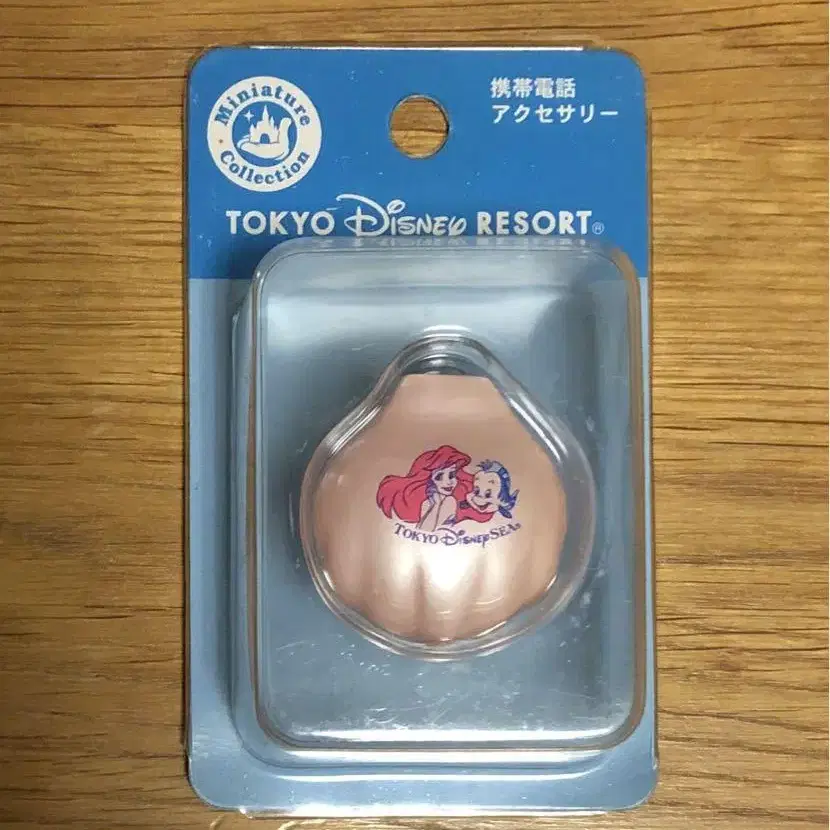 Miniature
Collection
携帯電話
アクセサリー
TOKYO Disney RESORT®
TOKYO DisneySEA®